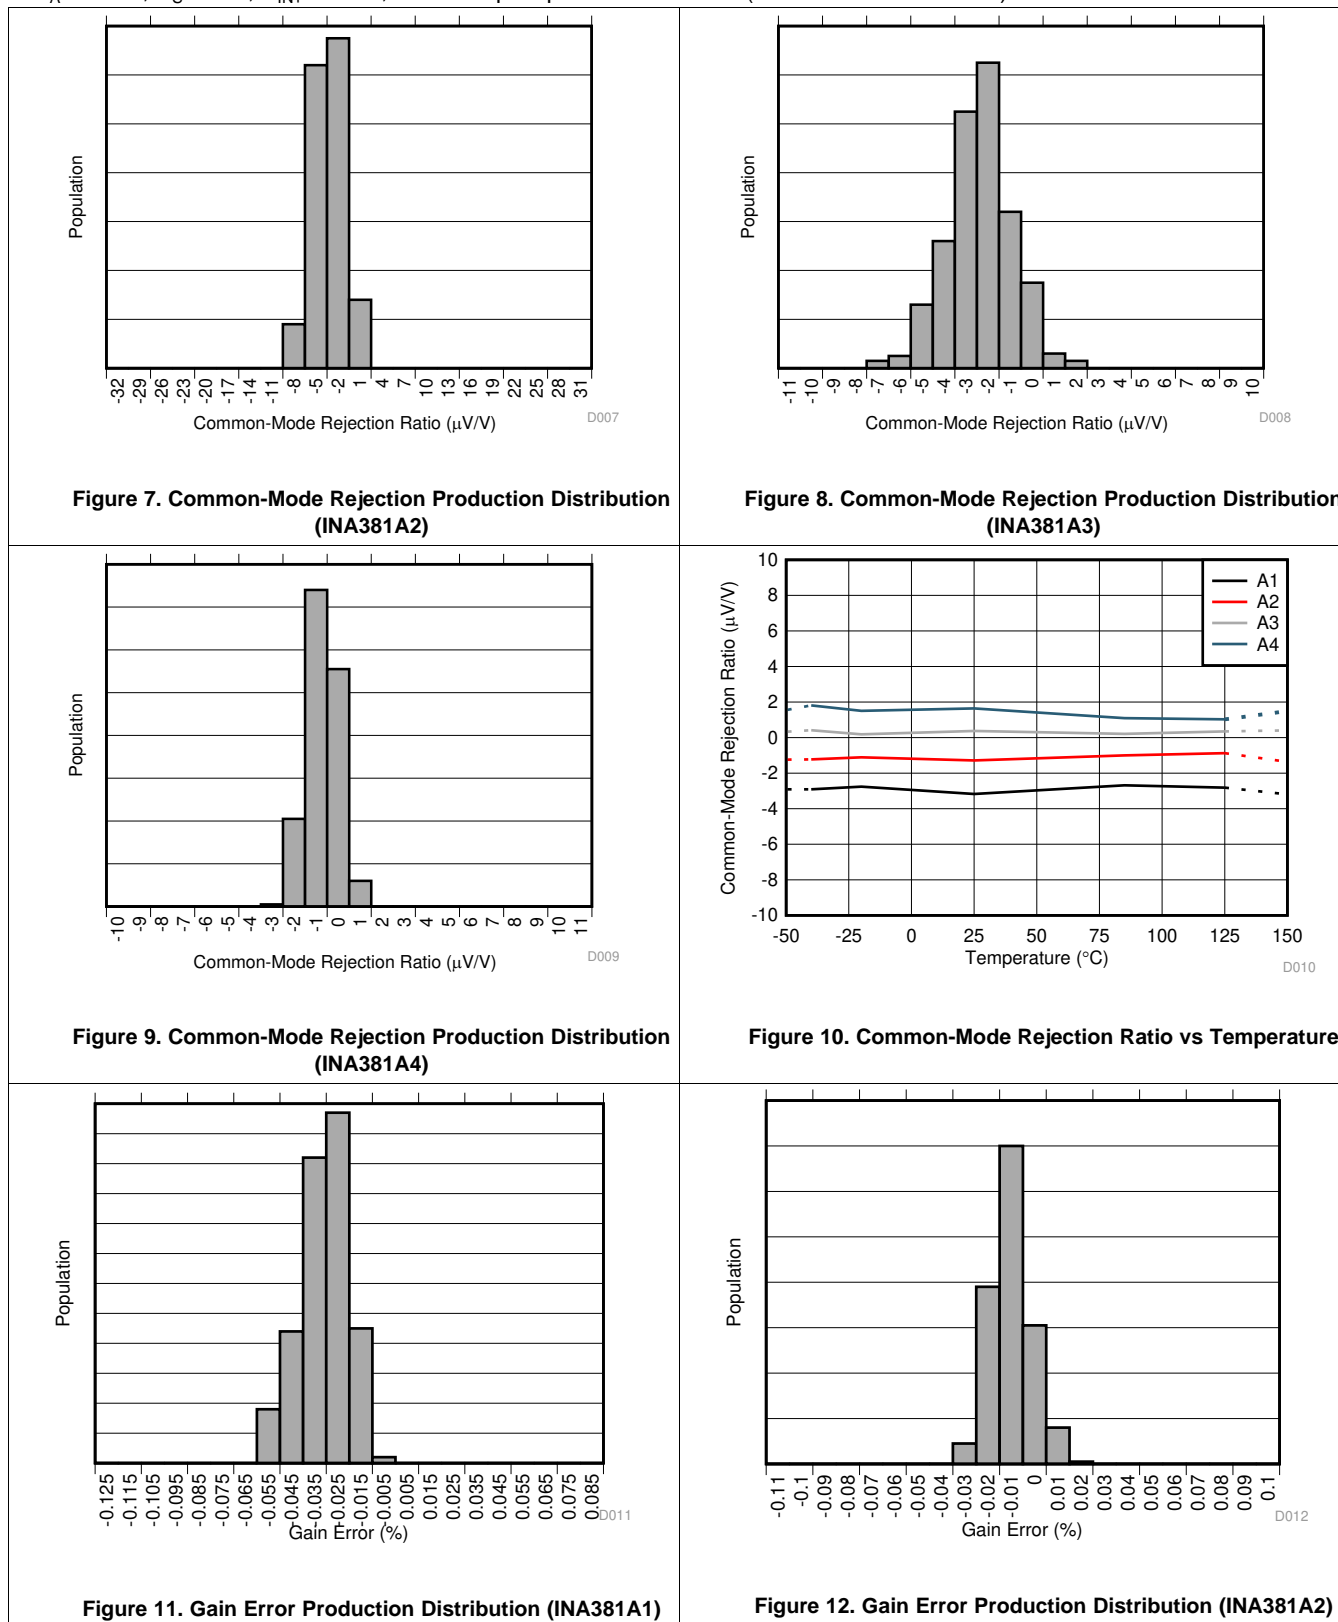 Population
-32 -29 -26 -23 -20 -17 -14 -11 -8 -5 -2 1 4 7 10 13 16 19 22 25 28 31
Common-Mode Rejection Ratio (μV/V)
D007
Figure 7. Common-Mode Rejection Production Distribution
(INA381A2)
Population
-11 -10 -9 -8 -7 -6 -5 -4 -3 -2 -1 0 1 2 3 4 5 6 7 8 9 10
Common-Mode Rejection Ratio (μV/V)
D008
Figure 8. Common-Mode Rejection Production Distribution
(INA381A3)
Population
-10 -9 -8 -7 -6 -5 -4 -3 -2 -1 0 1 2 3 4 5 6 7 8 9 10 11
Common-Mode Rejection Ratio (μV/V)
D009
Figure 9. Common-Mode Rejection Production Distribution
(INA381A4)
Common-Mode Rejection Ratio (μV/V)
10
8
6
4
2
0
-2
-4
-6
-8
-10
A1
A2
A3
A4
-50 -25 0 25 50 75 100 125 150
Temperature (°C)
D010
Figure 10. Common-Mode Rejection Ratio vs Temperature
Population
-0.125 -0.115 -0.105 -0.095 -0.085 -0.075 -0.065 -0.055 -0.045 -0.035 -0.025 -0.015 -0.005 0.005 0.015 0.025 0.035 0.045 0.055 0.065 0.075 0.085
Gain Error (%)
D011
Figure 11. Gain Error Production Distribution (INA381A1)
Population
-0.11 -0.1 -0.09 -0.08 -0.07 -0.06 -0.05 -0.04 -0.03 -0.02 -0.01 0 0.01 0.02 0.03 0.04 0.05 0.06 0.07 0.08 0.09 0.1
Gain Error (%)
D012
Figure 12. Gain Error Production Distribution (INA381A2)